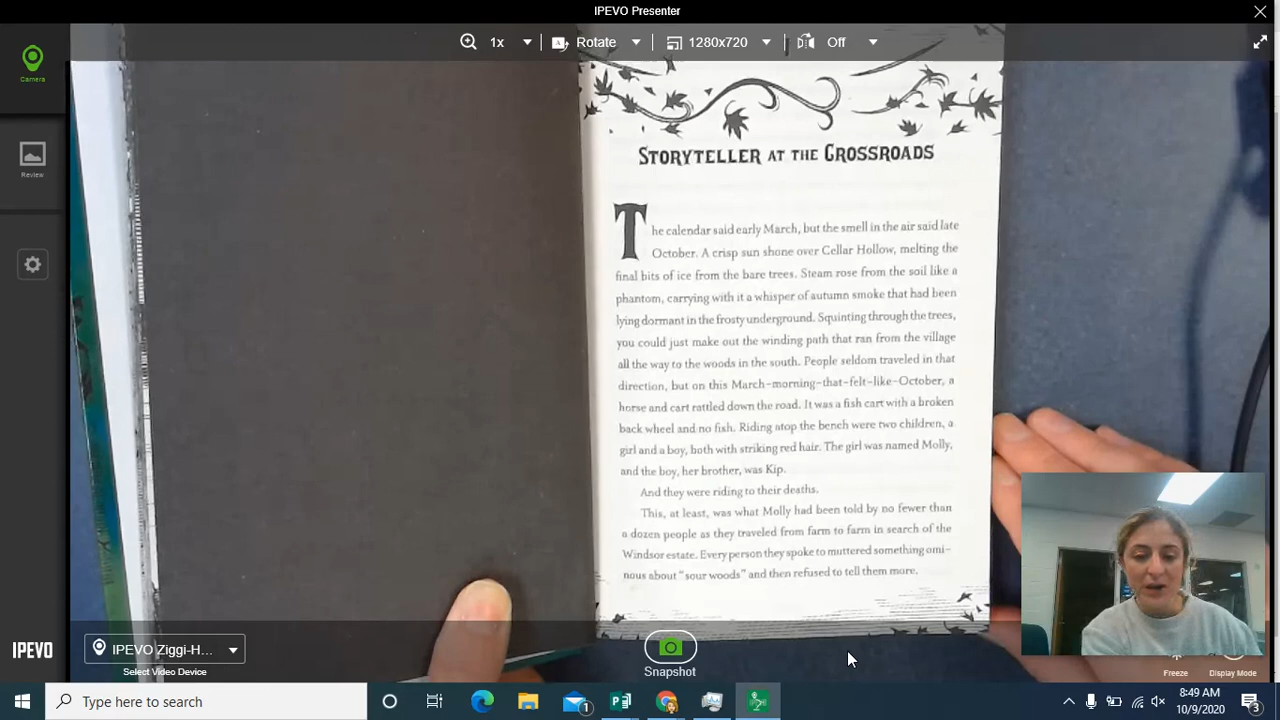 IPEVO Presenter
1x
Rotate
1280x720
Off
Camera
Review
STORYTELLER AT THE CROSSROADS
The calendar said early March, but the smell in the air said late
October. A crisp sun shone over Cellar Hollow, melting the
final bits of ice from the bare trees. Steam rose from the soil like a
phantom, carrying with it a whisper of autumn smoke that had been
lying dormant in the frosty underground. Squinting through the trees,
you could just make out the winding path that ran from the village
all the way to the woods in the south. People seldom traveled in that
direction, but on this March-morning-that-felt-like-October, a
horse and cart rattled down the road. It was a fish cart with a broken
back wheel and no fish. Riding atop the bench were two children, a
girl and a boy, both with striking red hair. The girl was named Molly,
and the boy, her brother, was Kip.
And they were riding to their deaths.
This, at least, was what Molly had been told by no fewer than
a dozen people as they traveled from farm to farm in search of the
Windsor estate. Every person they spoke to muttered something omi-
nous about "sour woods" and then refused to tell them more.
IPEVO
IPEVO Ziggi-H...
Select Video Device
Snapshot
Freeze
Display Mode
Type here to search
1
8:49 AM
10/9/2020
3